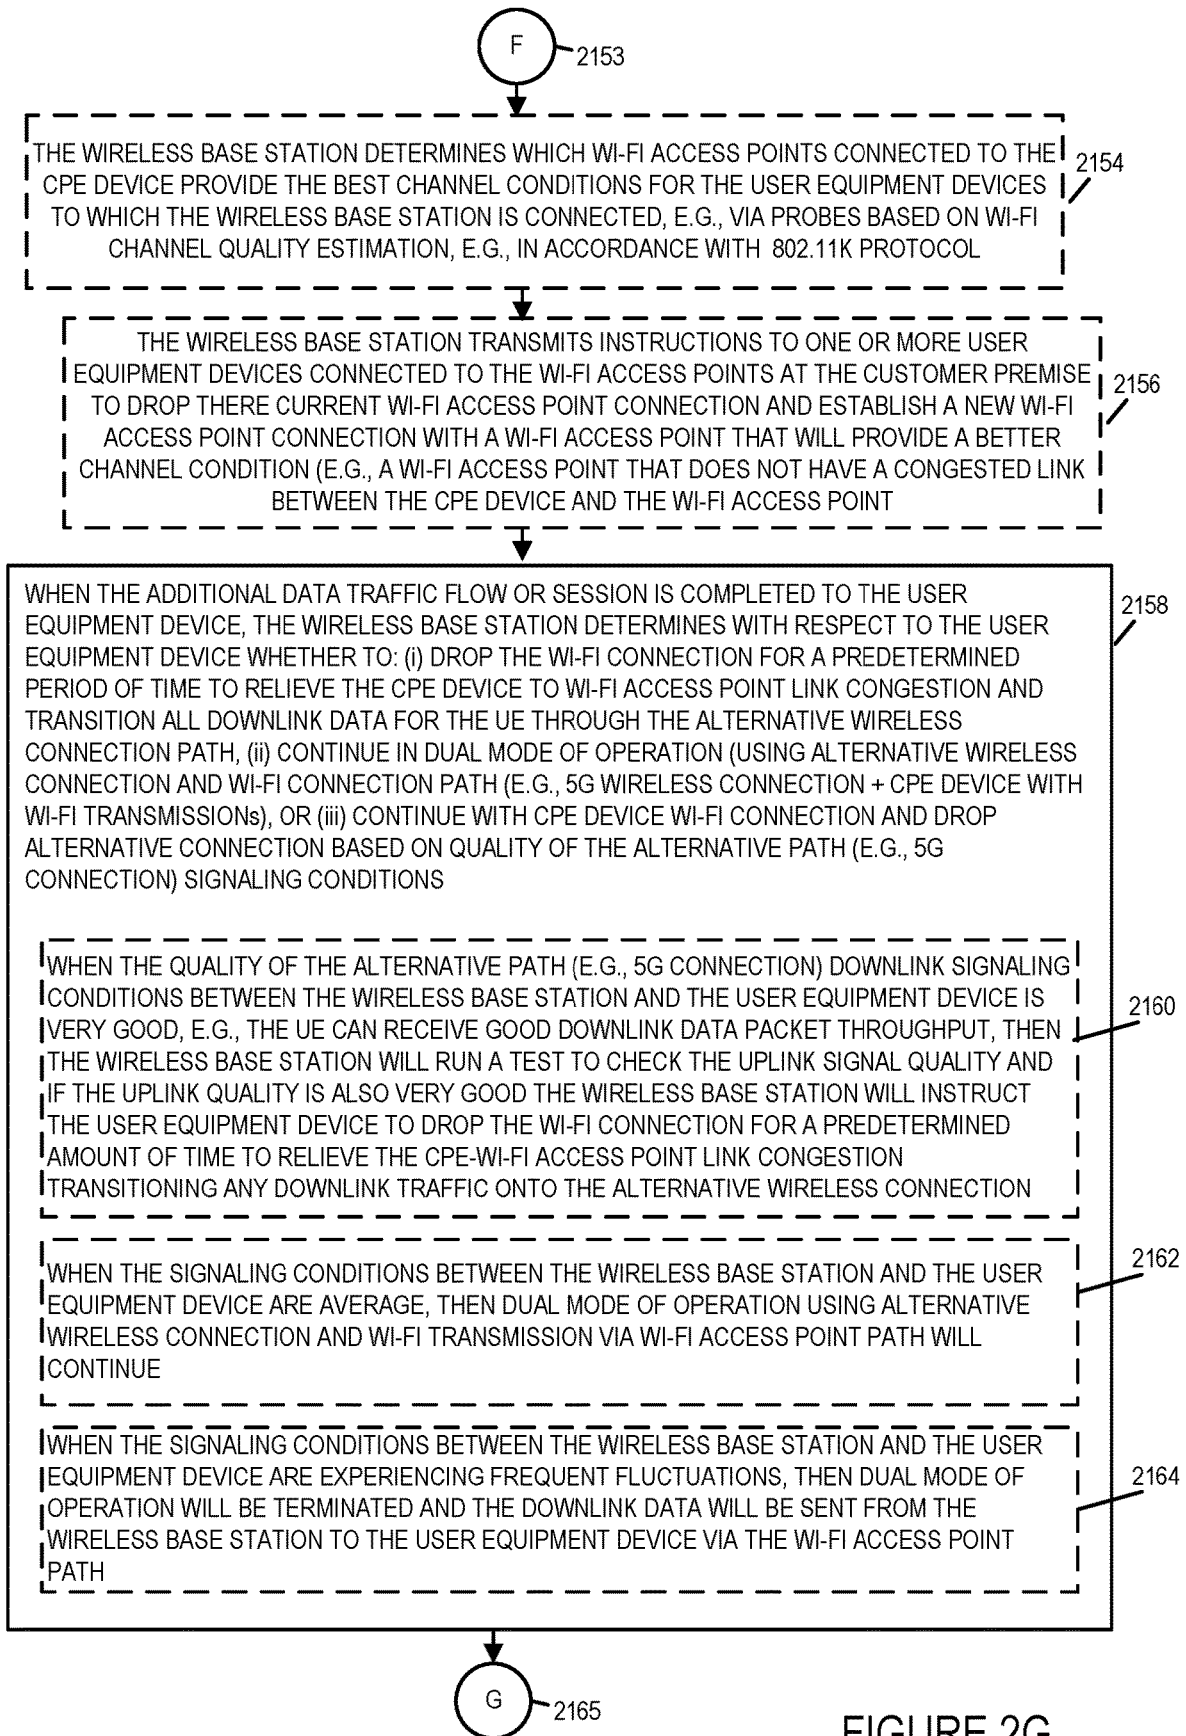 F
2153
THE WIRELESS BASE STATION DETERMINES WHICH WI-FI ACCESS POINTS CONNECTED TO THE
CPE DEVICE PROVIDE THE BEST CHANNEL CONDITIONS FOR THE USER EQUIPMENT DEVICES
TO WHICH THE WIRELESS BASE STATION IS CONNECTED, E.G., VIA PROBES BASED ON WI-FI
CHANNEL QUALITY ESTIMATION, E.G., IN ACCORDANCE WITH 802.11K PROTOCOL
2154
THE WIRELESS BASE STATION TRANSMITS INSTRUCTIONS TO ONE OR MORE USER
EQUIPMENT DEVICES CONNECTED TO THE WI-FI ACCESS POINTS AT THE CUSTOMER PREMISE
TO DROP THERE CURRENT WI-FI ACCESS POINT CONNECTION AND ESTABLISH A NEW WI-FI
ACCESS POINT CONNECTION WITH A WI-FI ACCESS POINT THAT WILL PROVIDE A BETTER
CHANNEL CONDITION (E.G., A WI-FI ACCESS POINT THAT DOES NOT HAVE A CONGESTED LINK
BETWEEN THE CPE DEVICE AND THE WI-FI ACCESS POINT
2156
WHEN THE ADDITIONAL DATA TRAFFIC FLOW OR SESSION IS COMPLETED TO THE USER
EQUIPMENT DEVICE, THE WIRELESS BASE STATION DETERMINES WITH RESPECT TO THE USER
EQUIPMENT DEVICE WHETHER TO: (i) DROP THE WI-FI CONNECTION FOR A PREDETERMINED
PERIOD OF TIME TO RELIEVE THE CPE DEVICE TO WI-FI ACCESS POINT LINK CONGESTION AND
TRANSITION ALL DOWNLINK DATA FOR THE UE THROUGH THE ALTERNATIVE WIRELESS
CONNECTION PATH, (ii) CONTINUE IN DUAL MODE OF OPERATION (USING ALTERNATIVE WIRELESS
CONNECTION AND WI-FI CONNECTION PATH (E.G., 5G WIRELESS CONNECTION + CPE DEVICE WITH
WI-FI TRANSMISSIONs), OR (iii) CONTINUE WITH CPE DEVICE WI-FI CONNECTION AND DROP
ALTERNATIVE CONNECTION BASED ON QUALITY OF THE ALTERNATIVE PATH (E.G., 5G
CONNECTION) SIGNALING CONDITIONS
2158
WHEN THE QUALITY OF THE ALTERNATIVE PATH (E.G., 5G CONNECTION) DOWNLINK SIGNALING
CONDITIONS BETWEEN THE WIRELESS BASE STATION AND THE USER EQUIPMENT DEVICE IS
VERY GOOD, E.G., THE UE CAN RECEIVE GOOD DOWNLINK DATA PACKET THROUGHPUT, THEN
THE WIRELESS BASE STATION WILL RUN A TEST TO CHECK THE UPLINK SIGNAL QUALITY AND
IF THE UPLINK QUALITY IS ALSO VERY GOOD THE WIRELESS BASE STATION WILL INSTRUCT
THE USER EQUIPMENT DEVICE TO DROP THE WI-FI CONNECTION FOR A PREDETERMINED
AMOUNT OF TIME TO RELIEVE THE CPE-WI-FI ACCESS POINT LINK CONGESTION
TRANSITIONING ANY DOWNLINK TRAFFIC ONTO THE ALTERNATIVE WIRELESS CONNECTION
2160
WHEN THE SIGNALING CONDITIONS BETWEEN THE WIRELESS BASE STATION AND THE USER
EQUIPMENT DEVICE ARE AVERAGE, THEN DUAL MODE OF OPERATION USING ALTERNATIVE
WIRELESS CONNECTION AND WI-FI TRANSMISSION VIA WI-FI ACCESS POINT PATH WILL
CONTINUE
2162
WHEN THE SIGNALING CONDITIONS BETWEEN THE WIRELESS BASE STATION AND THE USER
EQUIPMENT DEVICE ARE EXPERIENCING FREQUENT FLUCTUATIONS, THEN DUAL MODE OF
OPERATION WILL BE TERMINATED AND THE DOWNLINK DATA WILL BE SENT FROM THE
WIRELESS BASE STATION TO THE USER EQUIPMENT DEVICE VIA THE WI-FI ACCESS POINT
PATH
2164
G
2165
FIGURE 2G